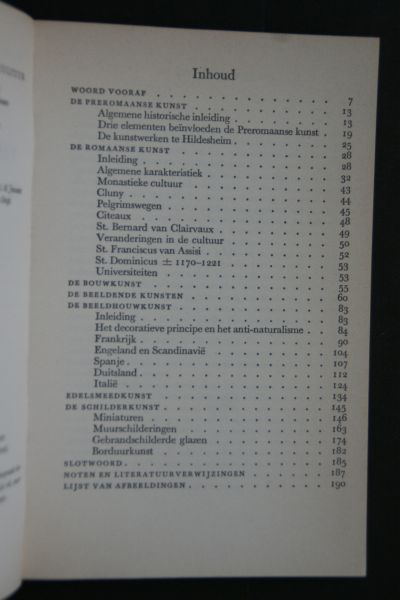 Inhoud
WOORD VOORAF . . . . . . . . . . . . . 7
DE PREROMAANSE KUNST . . . . . . . . . . 13
Algemene historische inleiding . . . . . . . . 13
Drie elementen beïnvloeden de Preromaanse kunst . 19
De kunstwerken te Hildesheim . . . . . . . . 25
DE ROMAANSE KUNST . . . . . . . . . . . 28
Inleiding . . . . . . . . . . . . . 28
Algemene karakteristiek . . . . . . . . . 32
Monastieke cultuur . . . . . . . . . . 43
Cluny . . . . . . . . . . . . . . 44
Pelgrimswegen . . . . . . . . . . . . 45
Citeaux . . . . . . . . . . . . . 48
St. Bernard van Clairvaux . . . . . . . . 49
Veranderingen in de cultuur . . . . . . . . 50
St. Franciscus van Assisi . . . . . . . . . 52
St. Dominicus ± 1170-1221 . . . . . . . . 53
Universiteiten . . . . . . . . . . . . 53
DE BOUWKUNST . . . . . . . . . . . . . 55
DE BEELDENDE KUNSTEN . . . . . . . . . . 60
DE BEELDHOUWKUNST . . . . . . . . . . . 83
Inleiding . . . . . . . . . . . . . 83
Het decoratieve principe en het anti-naturalisme . . 84
Frankrijk . . . . . . . . . . . . . 90
Engeland en Scandinavië . . . . . . . . . 104
Spanje . . . . . . . . . . . . . . 107
Duitsland . . . . . . . . . . . . . 112
Italië . . . . . . . . . . . . . . 124
EDELSMEEDKUNST . . . . . . . . . . . . 134
DE SCHILDERKUNST . . . . . . . . . . . 145
Miniaturen . . . . . . . . . . . . . 146
Muurschilderingen . . . . . . . . . . . 163
Gebrandschilderde glazen . . . . . . . . . 174
Borduurkunst . . . . . . . . . . . . 182
SLOTWOORD . . . . . . . . . . . . . . 185
NOTEN EN LITERATUURVERWIJZINGEN . . . . . . 187
LIJST VAN AFBEELDINGEN . . . . . . . . . . 190